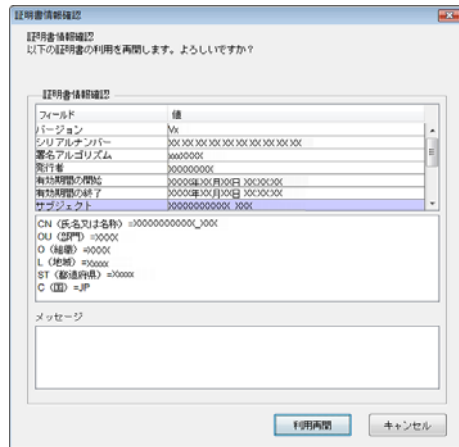 証明書情報確認
証明書情報確認
以下の証明書の利用を再開します。よろしいですか？
証明書情報確認
フィールド 値
バージョン Vx
シリアルナンバー XX XX XX XX XX XX XX XX XX XX
署名アルゴリズム xxxXXXXX
発行者 XXXXXXXX
有効期間の開始 XXXX年XX月XX日 XX:XX:XX
有効期間の終了 XXXX年XX月XX日 XX:XX:XX
サブジェクト XXXXXXXXXXX XXX
CN（氏名又は名称）=XXXXXXXXXXX_XXX
OU（部門）=XXXX
O（組織）=XXXX
L（地域）=Xxxxx
ST（都道府県）=Xxxxx
C（国）=JP
メッセージ
利用再開 キャンセル